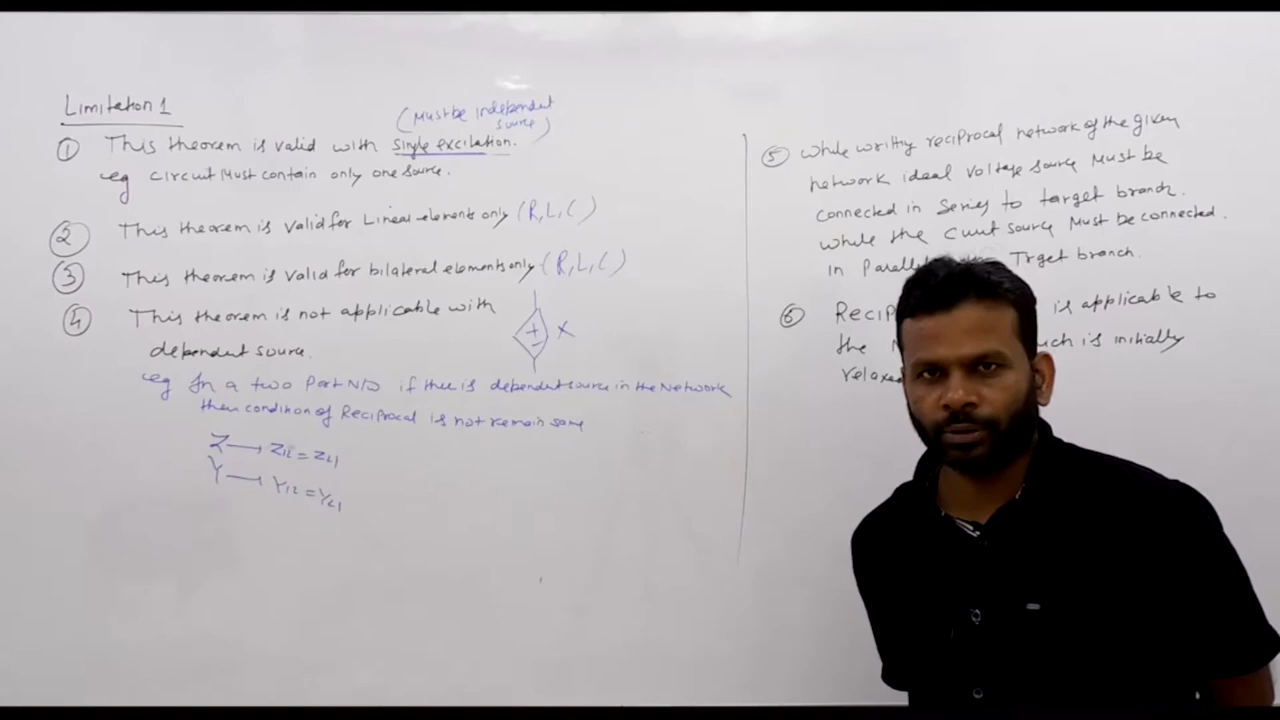 Limitation 1
(Must be independent
source)
① This theorem is valid with single excitation.
eg circuit Must contain only one source.
② This theorem is valid for Linear elements only (R, L, C)
③ This theorem is valid for bilateral elements only (R, L, C)
④ This theorem is not applicable with
dependent source.
+
-
X
eg In a two Port N/w if there is dependent source in the Network
then condition of Reciprocal is not remain same
Z → Z12 = Z21
Y → Y12 = Y21
⑤ while writing reciprocal network of the given
network ideal voltage source Must be
connected in series to target branch.
while the current source Must be connected
in Parallel Trget branch.
⑥ is applicable to
the which is initially